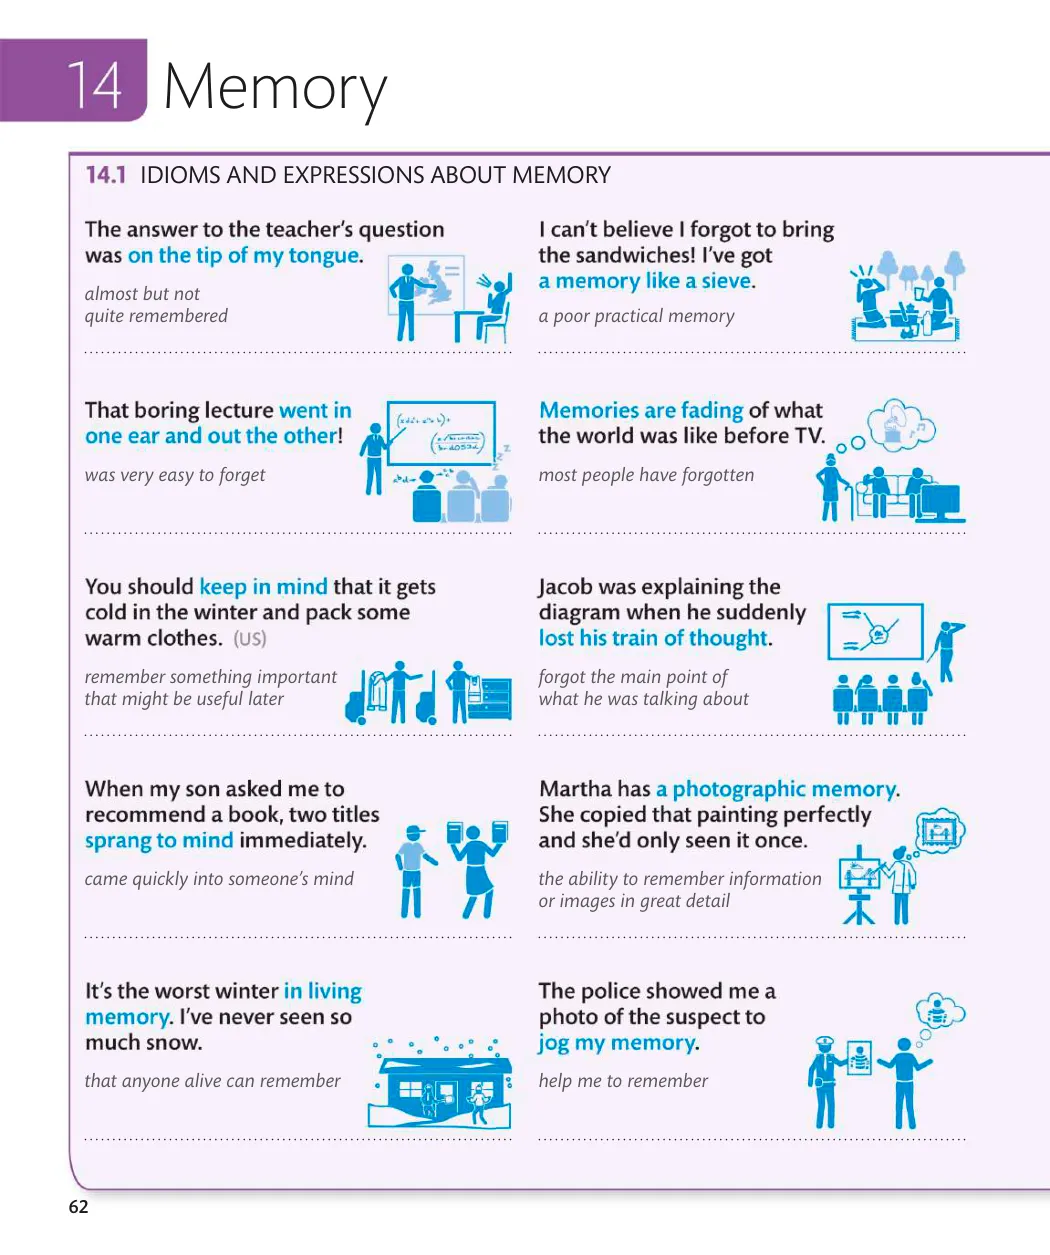 14 Memory
14.1 IDIOMS AND EXPRESSIONS ABOUT MEMORY
The answer to the teacher's question
was on the tip of my tongue.
almost but not
quite remembered
I can't believe I forgot to bring
the sandwiches! I've got
a memory like a sieve.
a poor practical memory
That boring lecture went in
one ear and out the other!
was very easy to forget
z z z
Memories are fading of what
the world was like before TV.
most people have forgotten
You should keep in mind that it gets
cold in the winter and pack some
warm clothes. (US)
remember something important
that might be useful later
Jacob was explaining the
diagram when he suddenly
lost his train of thought.
forgot the main point of
what he was talking about
When my son asked me to
recommend a book, two titles
sprang to mind immediately.
came quickly into someone's mind
Martha has a photographic memory.
She copied that painting perfectly
and she'd only seen it once.
the ability to remember information
or images in great detail
It's the worst winter in living
memory. I've never seen so
much snow.
that anyone alive can remember
The police showed me a
photo of the suspect to
jog my memory.
help me to remember
62